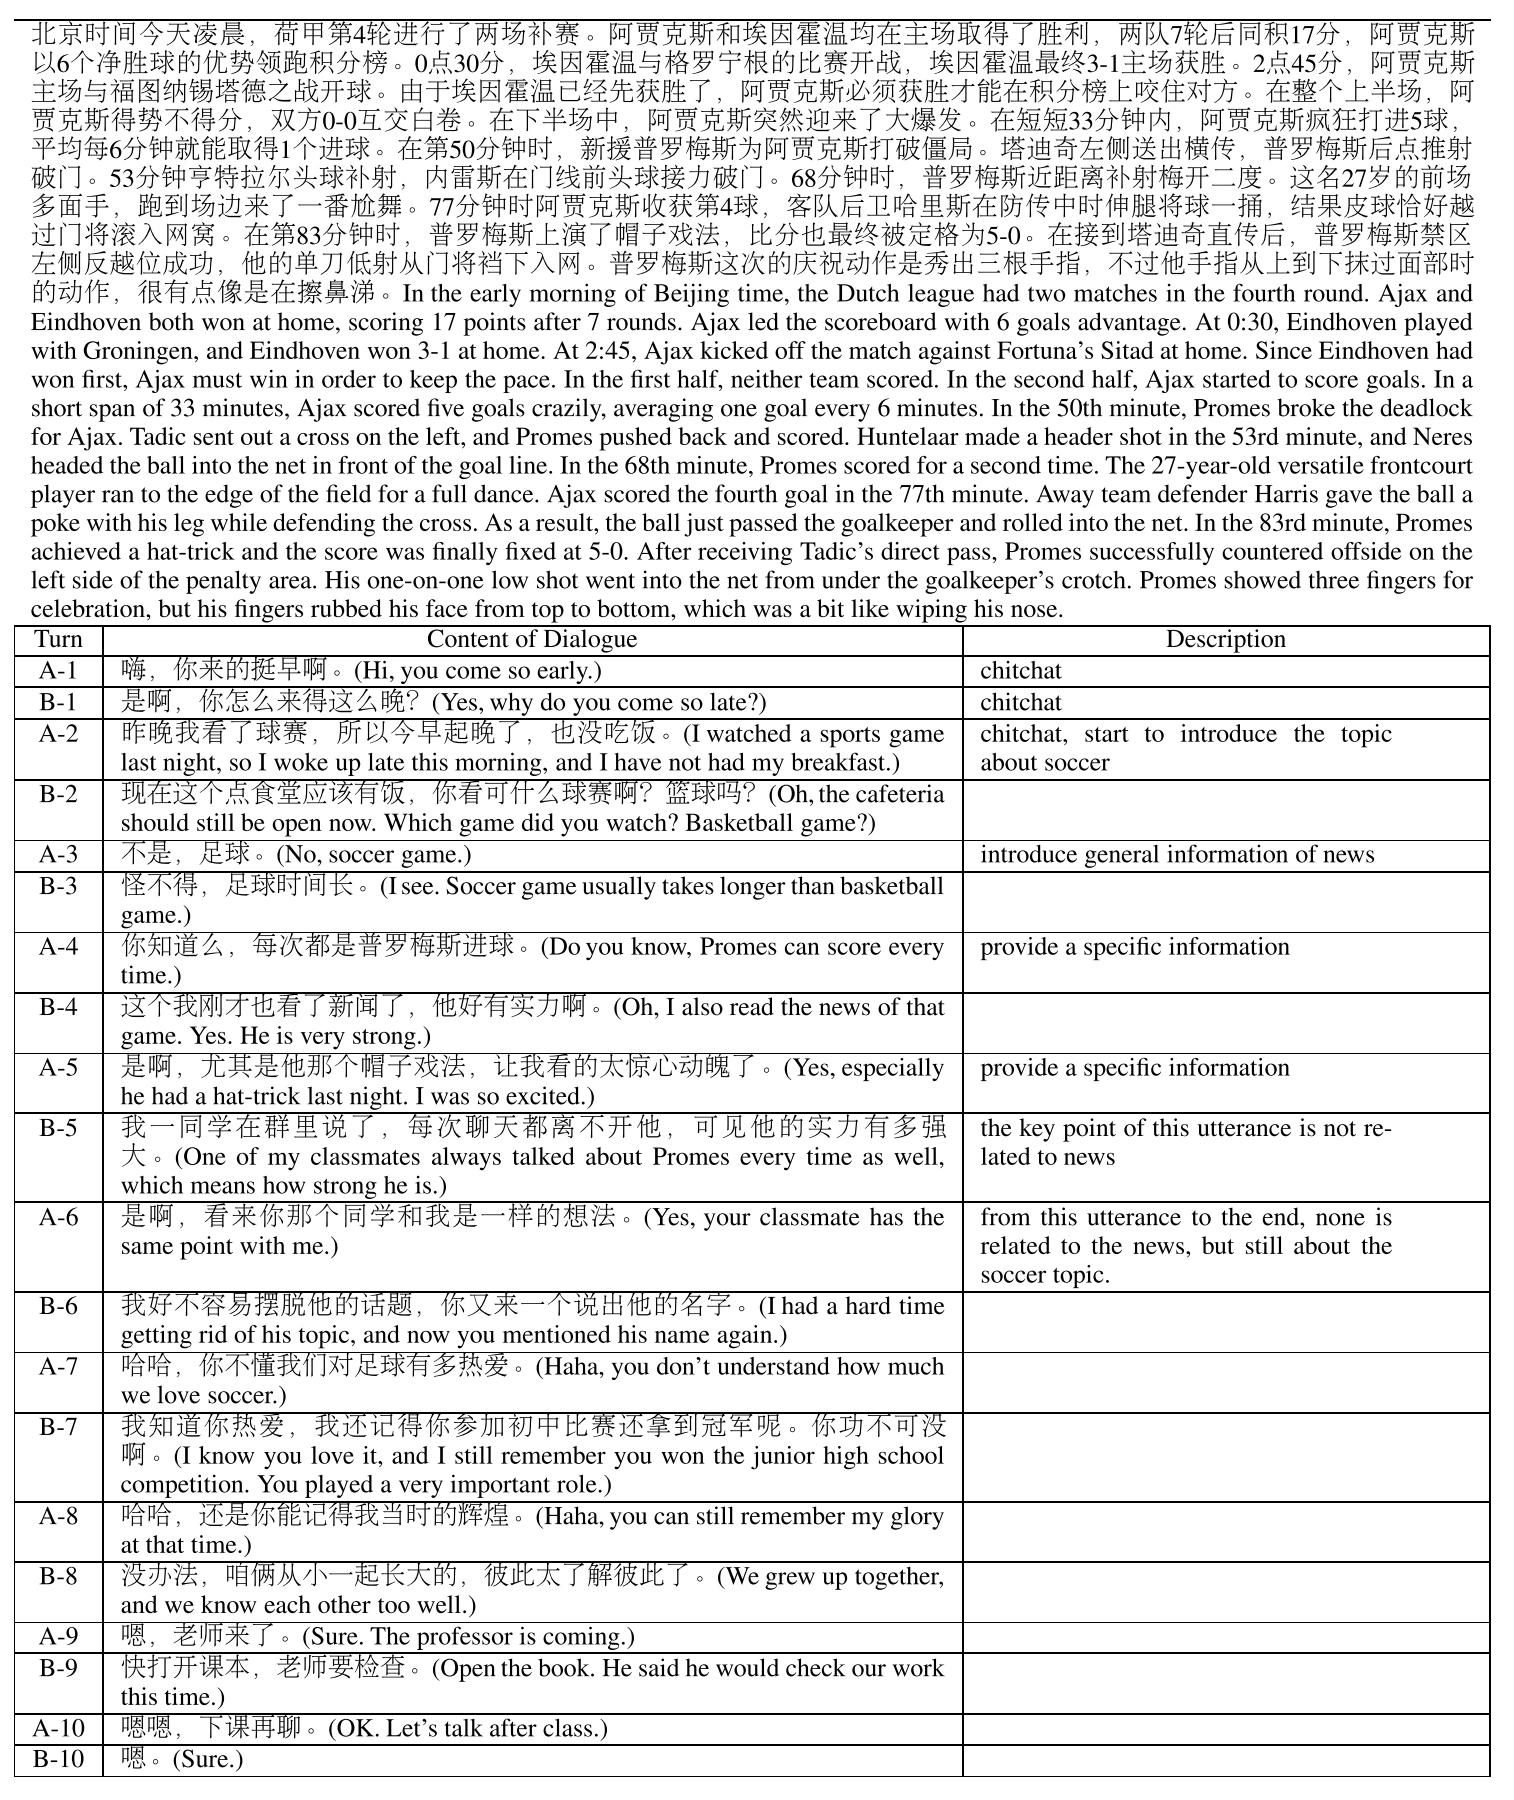 北京时间今天凌晨，荷甲第4轮进行了两场补赛。阿贾克斯和埃因霍温均在主场取得了胜利，两队7轮后同积17分，阿贾克斯
以6个净胜球的优势领跑积分榜。0点30分，埃因霍温与格罗宁根的比赛开战，埃因霍温最终3-1主场获胜。2点45分，阿贾克斯
主场与福图纳锡塔德之战开球。由于埃因霍温已经先获胜了，阿贾克斯必须获胜才能在积分榜上咬住对方。在整个上半场，阿
贾克斯得势不得分，双方0-0互交白卷。在下半场中，阿贾克斯突然迎来了大爆发。在短短33分钟内，阿贾克斯疯狂打进5球，
平均每6分钟就能取得1个进球。在第50分钟时，新援普罗梅斯为阿贾克斯打破僵局。塔迪奇左侧送出横传，普罗梅斯后点推射
破门。53分钟亨特拉尔头球补射，内雷斯在门线前头球接力破门。68分钟时，普罗梅斯近距离补射梅开二度。这名27岁的前场
多面手，跑到场边来了一番尬舞。77分钟时阿贾克斯收获第4球，客队后卫哈里斯在防传中时伸腿将球一捅，结果皮球恰好越
过门将滚入网窝。在第83分钟时，普罗梅斯上演了帽子戏法，比分也最终被定格为5-0。在接到塔迪奇直传后，普罗梅斯禁区
左侧反越位成功，他的单刀低射从门将裆下入网。普罗梅斯这次的庆祝动作是秀出三根手指，不过他手指从上到下抹过面部时
的动作，很有点像是在擦鼻涕。In the early morning of Beijing time, the Dutch league had two matches in the fourth round. Ajax and
Eindhoven both won at home, scoring 17 points after 7 rounds. Ajax led the scoreboard with 6 goals advantage. At 0:30, Eindhoven played
with Groningen, and Eindhoven won 3-1 at home. At 2:45, Ajax kicked off the match against Fortuna's Sitad at home. Since Eindhoven had
won first, Ajax must win in order to keep the pace. In the first half, neither team scored. In the second half, Ajax started to score goals. In a
short span of 33 minutes, Ajax scored five goals crazily, averaging one goal every 6 minutes. In the 50th minute, Promes broke the deadlock
for Ajax. Tadic sent out a cross on the left, and Promes pushed back and scored. Huntelaar made a header shot in the 53rd minute, and Neres
headed the ball into the net in front of the goal line. In the 68th minute, Promes scored for a second time. The 27-year-old versatile frontcourt
player ran to the edge of the field for a full dance. Ajax scored the fourth goal in the 77th minute. Away team defender Harris gave the ball a
poke with his leg while defending the cross. As a result, the ball just passed the goalkeeper and rolled into the net. In the 83rd minute, Promes
achieved a hat-trick and the score was finally fixed at 5-0. After receiving Tadic's direct pass, Promes successfully countered offside on the
left side of the penalty area. His one-on-one low shot went into the net from under the goalkeeper's crotch. Promes showed three fingers for
celebration, but his fingers rubbed his face from top to bottom, which was a bit like wiping his nose.
Turn Content of Dialogue Description
A-1 嗨，你来的挺早啊。(Hi, you come so early.) chitchat
B-1 是啊，你怎么来得这么晚？(Yes, why do you come so late?) chitchat
A-2 昨晚我看了球赛，所以今早起晚了，也没吃饭。(I watched a sports game chitchat, start to introduce the topic
last night, so I woke up late this morning, and I have not had my breakfast.) about soccer
B-2 现在这个点食堂应该有饭，你看可什么球赛啊？篮球吗？(Oh, the cafeteria
should still be open now. Which game did you watch? Basketball game?)
A-3 不是，足球。(No, soccer game.) introduce general information of news
B-3 怪不得，足球时间长。(I see. Soccer game usually takes longer than basketball
game.)
A-4 你知道么，每次都是普罗梅斯进球。(Do you know, Promes can score every provide a specific information
time.)
B-4 这个我刚才也看了新闻了，他好有实力啊。(Oh, I also read the news of that
game. Yes. He is very strong.)
A-5 是啊，尤其是他那个帽子戏法，让我看的太惊心动魄了。(Yes, especially provide a specific information
he had a hat-trick last night. I was so excited.)
B-5 我一同学在群里说了，每次聊天都离不开他，可见他的实力有多强 the key point of this utterance is not re-
大。(One of my classmates always talked about Promes every time as well, lated to news
which means how strong he is.)
A-6 是啊，看来你那个同学和我是一样的想法。(Yes, your classmate has the from this utterance to the end, none is
same point with me.) related to the news, but still about the
soccer topic.
B-6 我好不容易摆脱他的话题，你又来一个说出他的名字。(I had a hard time
getting rid of his topic, and now you mentioned his name again.)
A-7 哈哈，你不懂我们对足球有多热爱。(Haha, you don't understand how much
we love soccer.)
B-7 我知道你热爱，我还记得你参加初中比赛还拿到冠军呢。你功不可没
啊。(I know you love it, and I still remember you won the junior high school
competition. You played a very important role.)
A-8 哈哈，还是你能记得我当时的辉煌。(Haha, you can still remember my glory
at that time.)
B-8 没办法，咱俩从小一起长大的，彼此太了解彼此了。(We grew up together,
and we know each other too well.)
A-9 嗯，老师来了。(Sure. The professor is coming.)
B-9 快打开课本，老师要检查。(Open the book. He said he would check our work
this time.)
A-10 嗯嗯，下课再聊。(OK. Let's talk after class.)
B-10 嗯。(Sure.)